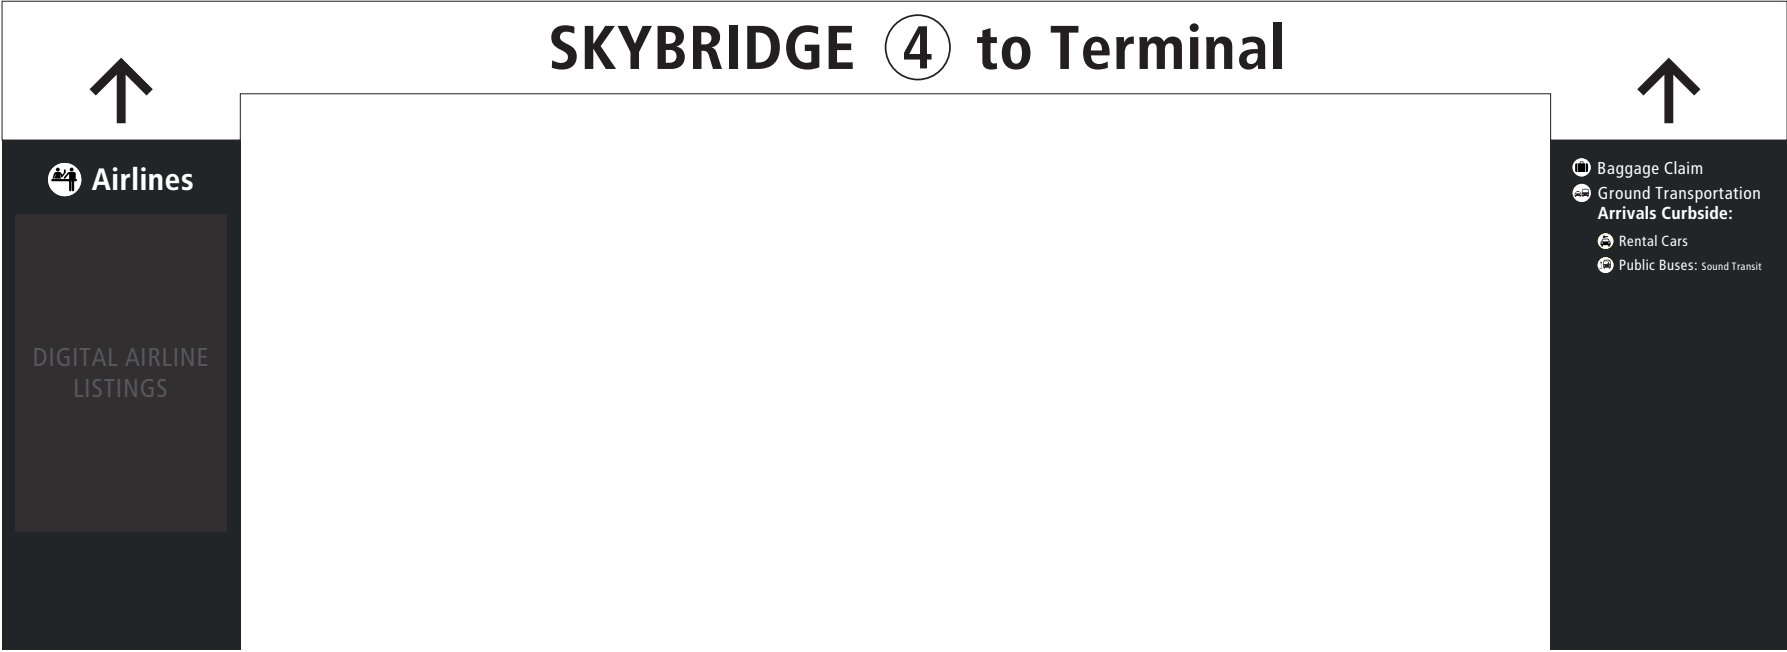 SKYBRIDGE 4 to Terminal
Airlines
DIGITAL AIRLINE
LISTINGS
Baggage Claim
Ground Transportation
Arrivals Curbside:
Rental Cars
Public Buses: Sound Transit